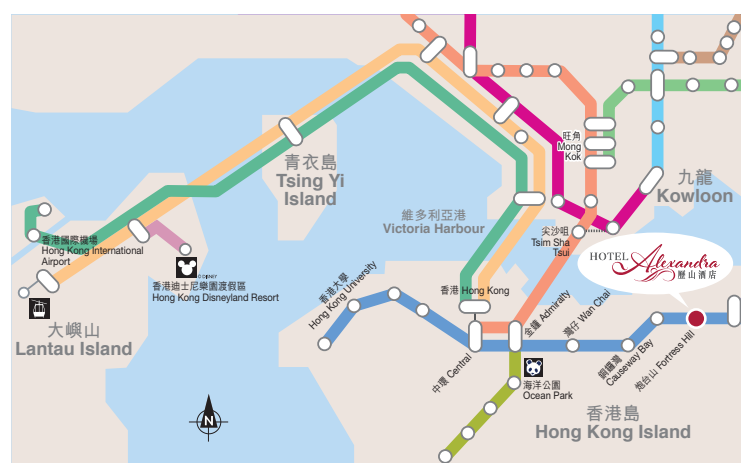 旺角
Mong
Kok
青衣島
Tsing Yi
Island
九龍
Kowloon
維多利亞港
Victoria Harbour
尖沙咀
Tsim Sha
Tsui
HOTEL Alexandra
歷山酒店
香港國際機場
Hong Kong International
Airport
© DISNEY
香港迪士尼樂園渡假區
Hong Kong Disneyland Resort
香港 Hong Kong
香港大學
Hong Kong University
金鐘 Admiralty
灣仔 Wan Chai
銅鑼灣
Causeway Bay
炮台山 Fortress Hill
中環 Central
大嶼山
Lantau Island
海洋公園
Ocean Park
香港島
Hong Kong Island
N